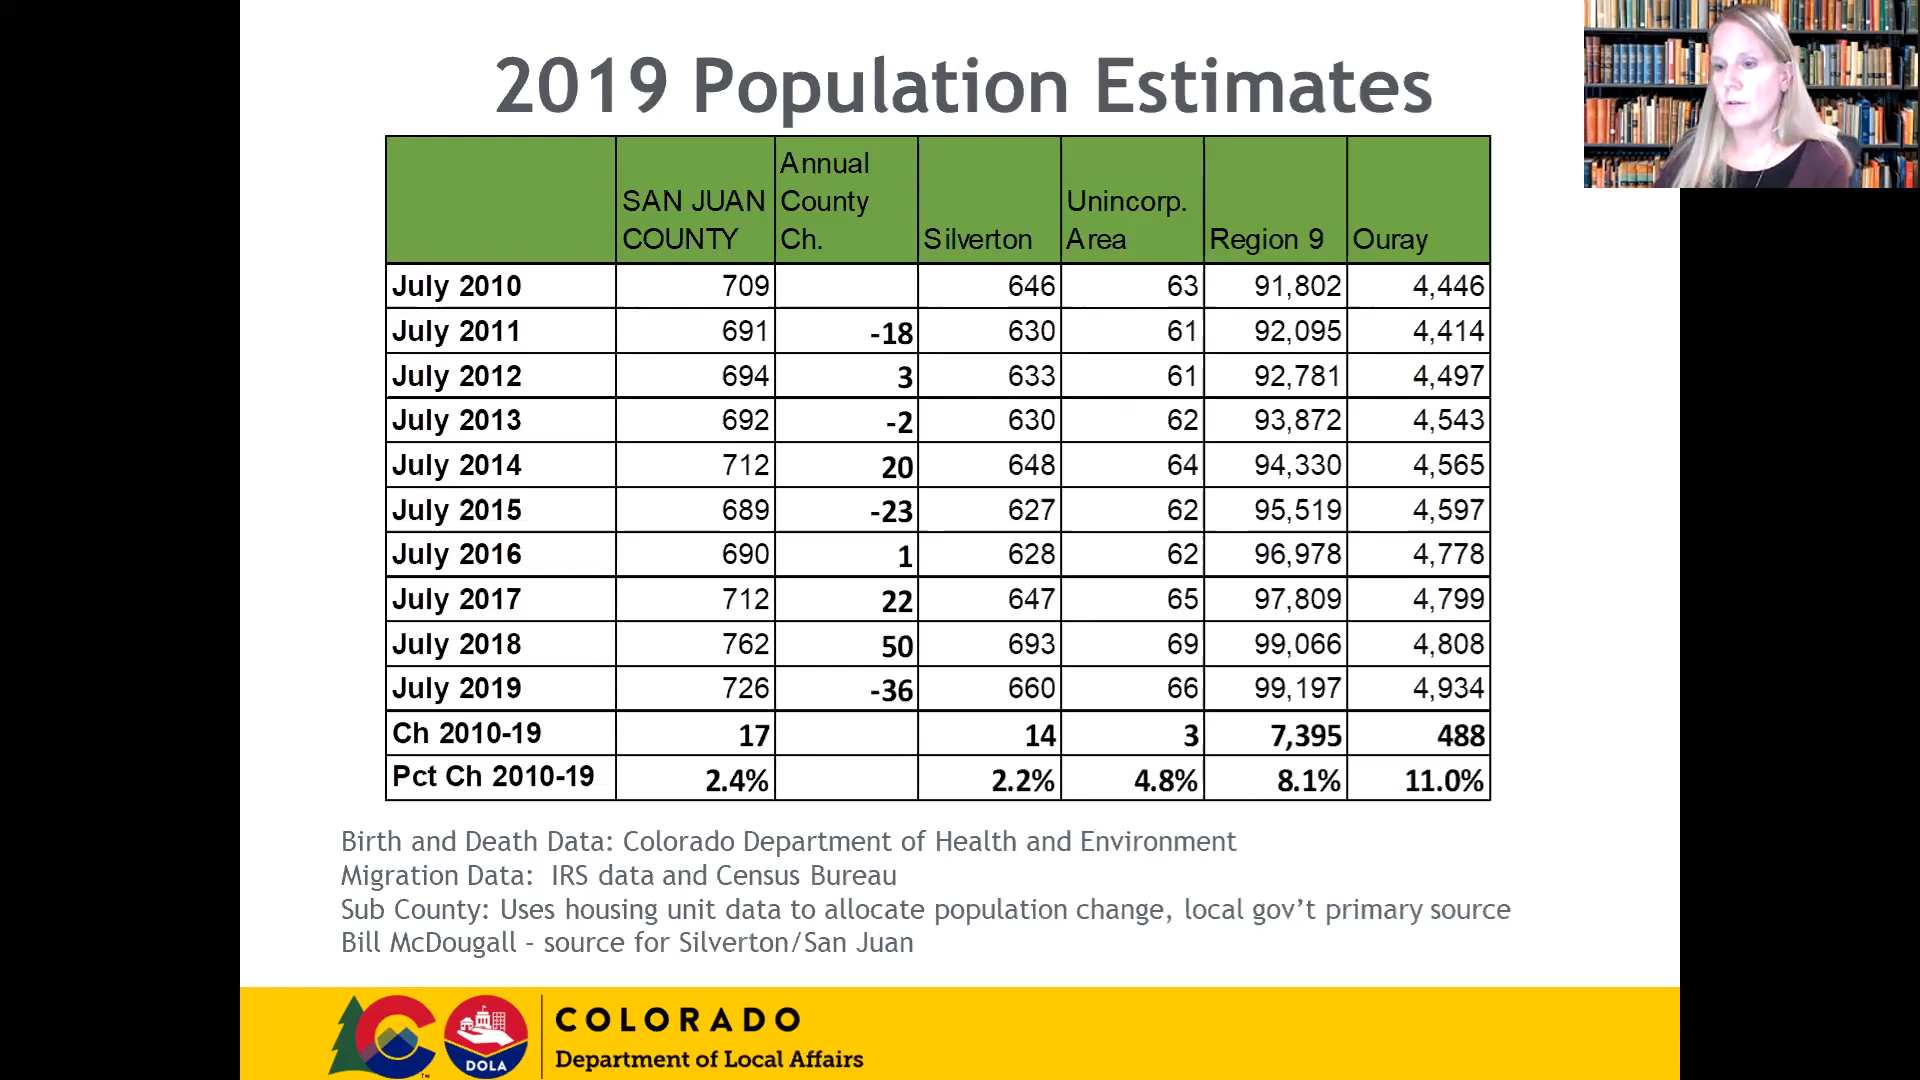 2019 Population Estimates
SAN JUAN COUNTY Annual County Ch. Silverton Unincorp. Area Region 9 Ouray
July 2010 709 646 63 91,802 4,446
July 2011 691 -18 630 61 92,095 4,414
July 2012 694 3 633 61 92,781 4,497
July 2013 692 -2 630 62 93,872 4,543
July 2014 712 20 648 64 94,330 4,565
July 2015 689 -23 627 62 95,519 4,597
July 2016 690 1 628 62 96,978 4,778
July 2017 712 22 647 65 97,809 4,799
July 2018 762 50 693 69 99,066 4,808
July 2019 726 -36 660 66 99,197 4,934
Ch 2010-19 17 14 3 7,395 488
Pct Ch 2010-19 2.4% 2.2% 4.8% 8.1% 11.0%
Birth and Death Data: Colorado Department of Health and Environment
Migration Data: IRS data and Census Bureau
Sub County: Uses housing unit data to allocate population change, local gov’t primary source
Bill McDougall - source for Silverton/San Juan
DOLA
COLORADO
Department of Local Affairs